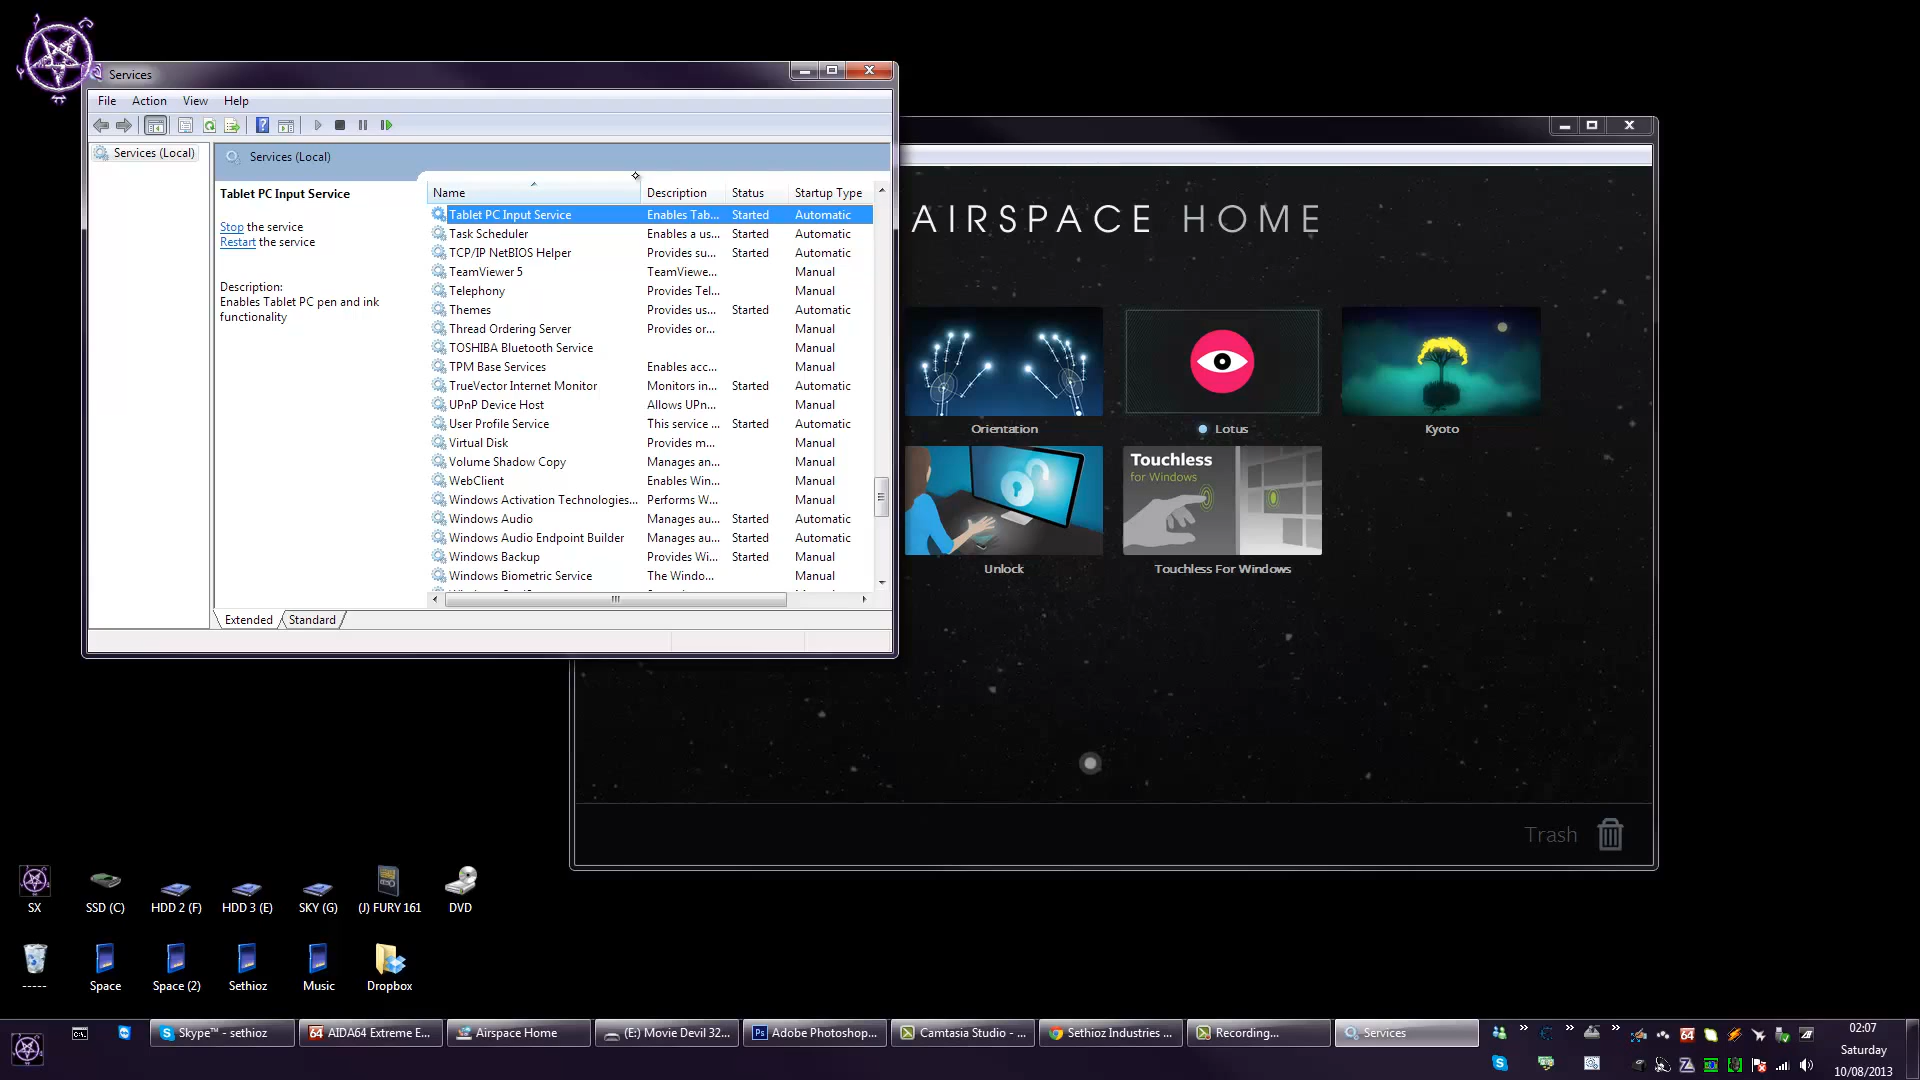 Services
File Action View Help
Services (Local)
Services (Local)
Tablet PC Input Service
Stop the service
Restart the service
Description:
Enables Tablet PC pen and ink
functionality
Name Description Status Startup Type
Tablet PC Input Service Enables Tab... Started Automatic
Task Scheduler Enables a us... Started Automatic
TCP/IP NetBIOS Helper Provides su... Started Automatic
TeamViewer 5 TeamViewe... Manual
Telephony Provides Tel... Manual
Themes Provides us... Started Automatic
Thread Ordering Server Provides or... Manual
TOSHIBA Bluetooth Service Manual
TPM Base Services Enables acc... Manual
TrueVector Internet Monitor Monitors in... Started Automatic
UPnP Device Host Allows UPn... Manual
User Profile Service This service ... Started Automatic
Virtual Disk Provides m... Manual
Volume Shadow Copy Manages an... Manual
WebClient Enables Win... Manual
Windows Activation Technologies... Performs W... Manual
Windows Audio Manages au... Started Automatic
Windows Audio Endpoint Builder Manages au... Started Automatic
Windows Backup Provides Wi... Started Manual
Windows Biometric Service The Windo... Manual
Extended Standard
AIRSPACE HOME
Orientation Lotus Kyoto
Touchless
for Windows
Unlock Touchless For Windows
Trash
SX SSD (C) HDD 2 (F) HDD 3 (E) SKY (G) (J) FURY 161 DVD
----- Space Space (2) Sethioz Music Dropbox
Skype™ - sethioz 64 AIDA64 Extreme E... Airspace Home (E:) Movie Devil 32... Ps Adobe Photoshop... Camtasia Studio - ... Sethioz Industries ... Recording... Services
64
02:07
Saturday
10/08/2013